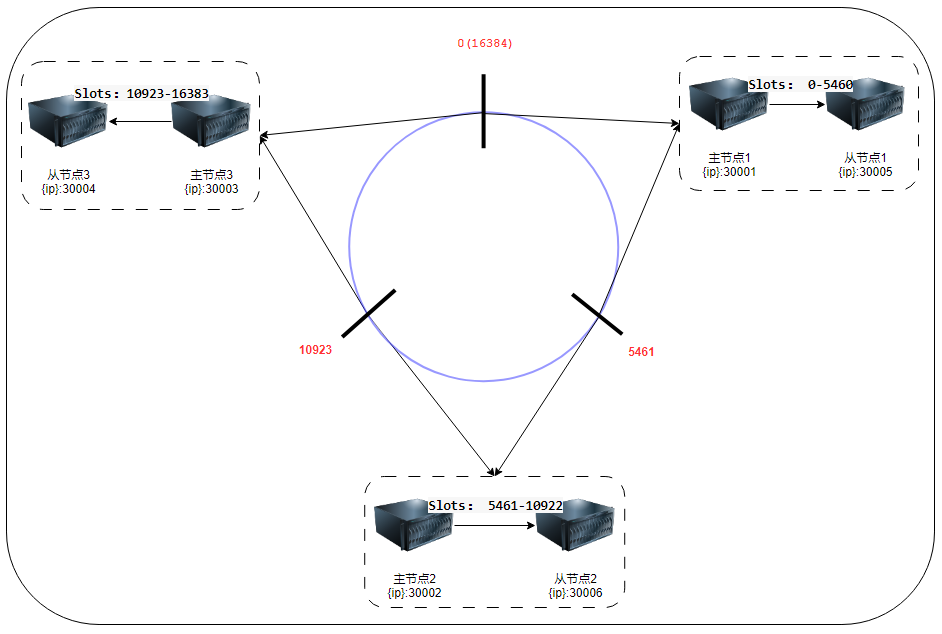 0(16384)
Slots：10923-16383
从节点3
{ip}:30004
主节点3
{ip}:30003
Slots： 0-5460
主节点1
{ip}:30001
从节点1
{ip}:30005
10923
5461
Slots： 5461-10922
主节点2
{ip}:30002
从节点2
{ip}:30006